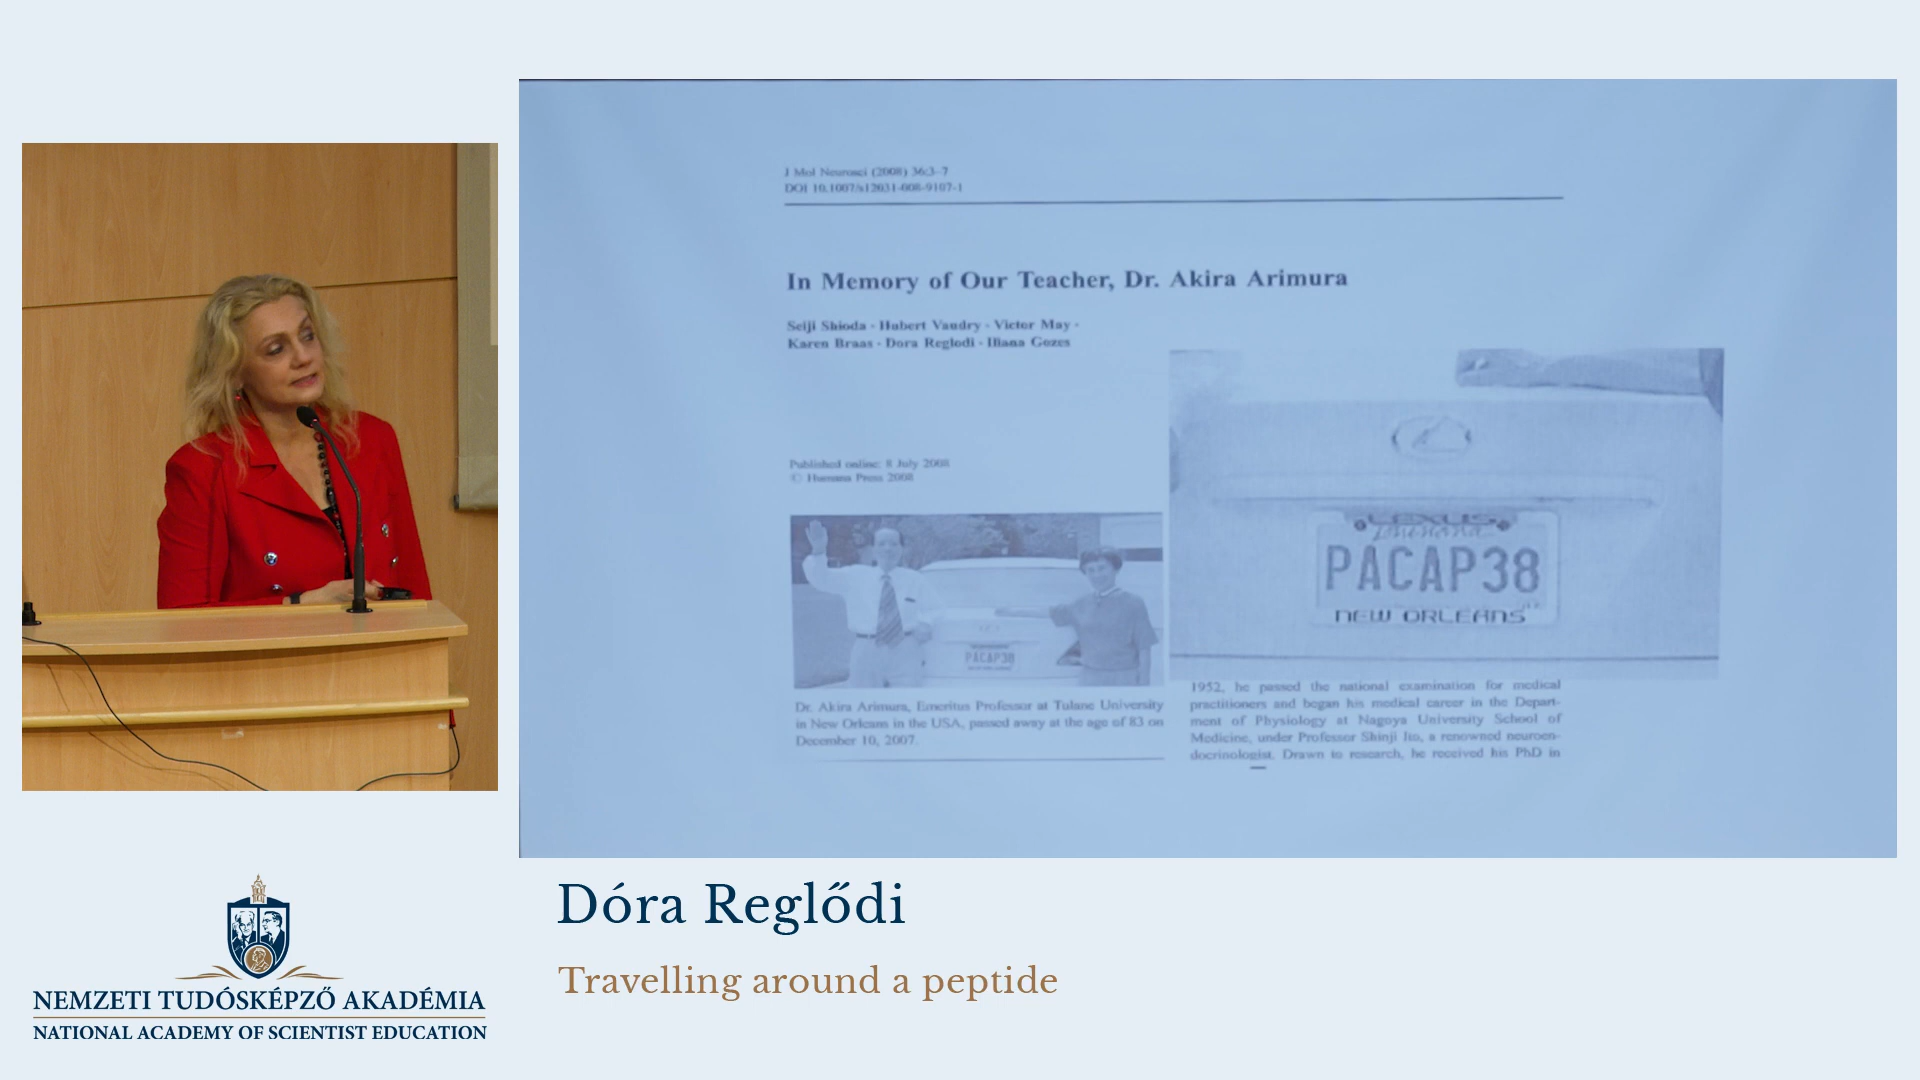 J Mol Neurosci (2008) 36:3–7
DOI 10.1007/s12031-008-9107-1
In Memory of Our Teacher, Dr. Akira Arimura
Seiji Shioda · Hubert Vaudry · Victor May ·
Karen Braas · Dora Reglodi · Illana Gozes
Published online: 8 July 2008
© Humana Press 2008
PACAP38
Dr. Akira Arimura, Emeritus Professor at Tulane University
in New Orleans in the USA, passed away at the age of 83 on
December 10, 2007.
LEXUS
Louisiana
PACAP38
NEW ORLEANS
1952, he passed the national examination for medical
practitioners and began his medical career in the Depart-
ment of Physiology at Nagoya University School of
Medicine, under Professor Shinji Ito, a renowned neuroen-
docrinologist. Drawn to research, he received his PhD in
Dóra Reglődi
Travelling around a peptide
NEMZETI TUDÓSKÉPZŐ AKADÉMIA
NATIONAL ACADEMY OF SCIENTIST EDUCATION